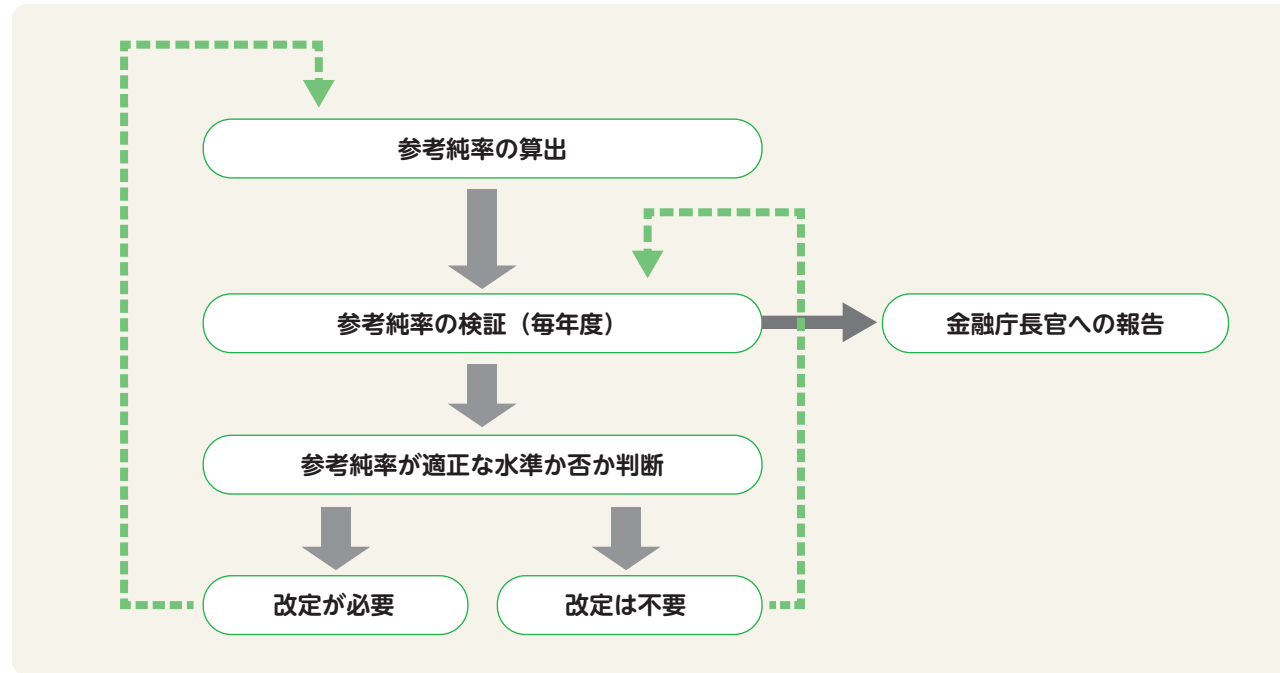 参考純率の算出
参考純率の検証（毎年度）
金融庁長官への報告
参考純率が適正な水準か否か判断
改定が必要
改定は不要